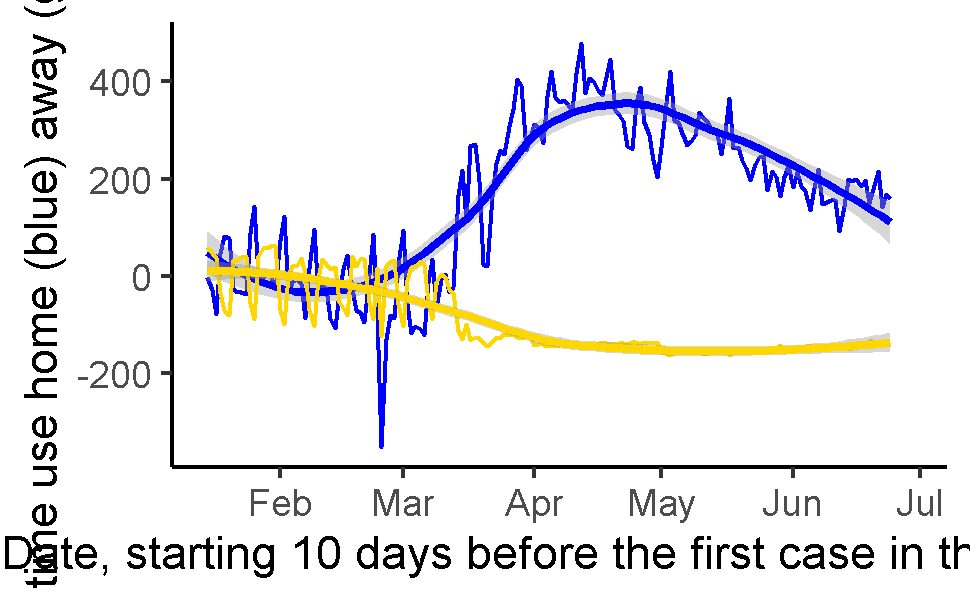 time use home (blue) away (
400
200
0
-200
Feb Mar Apr May Jun Jul
Date, starting 10 days before the first case in th